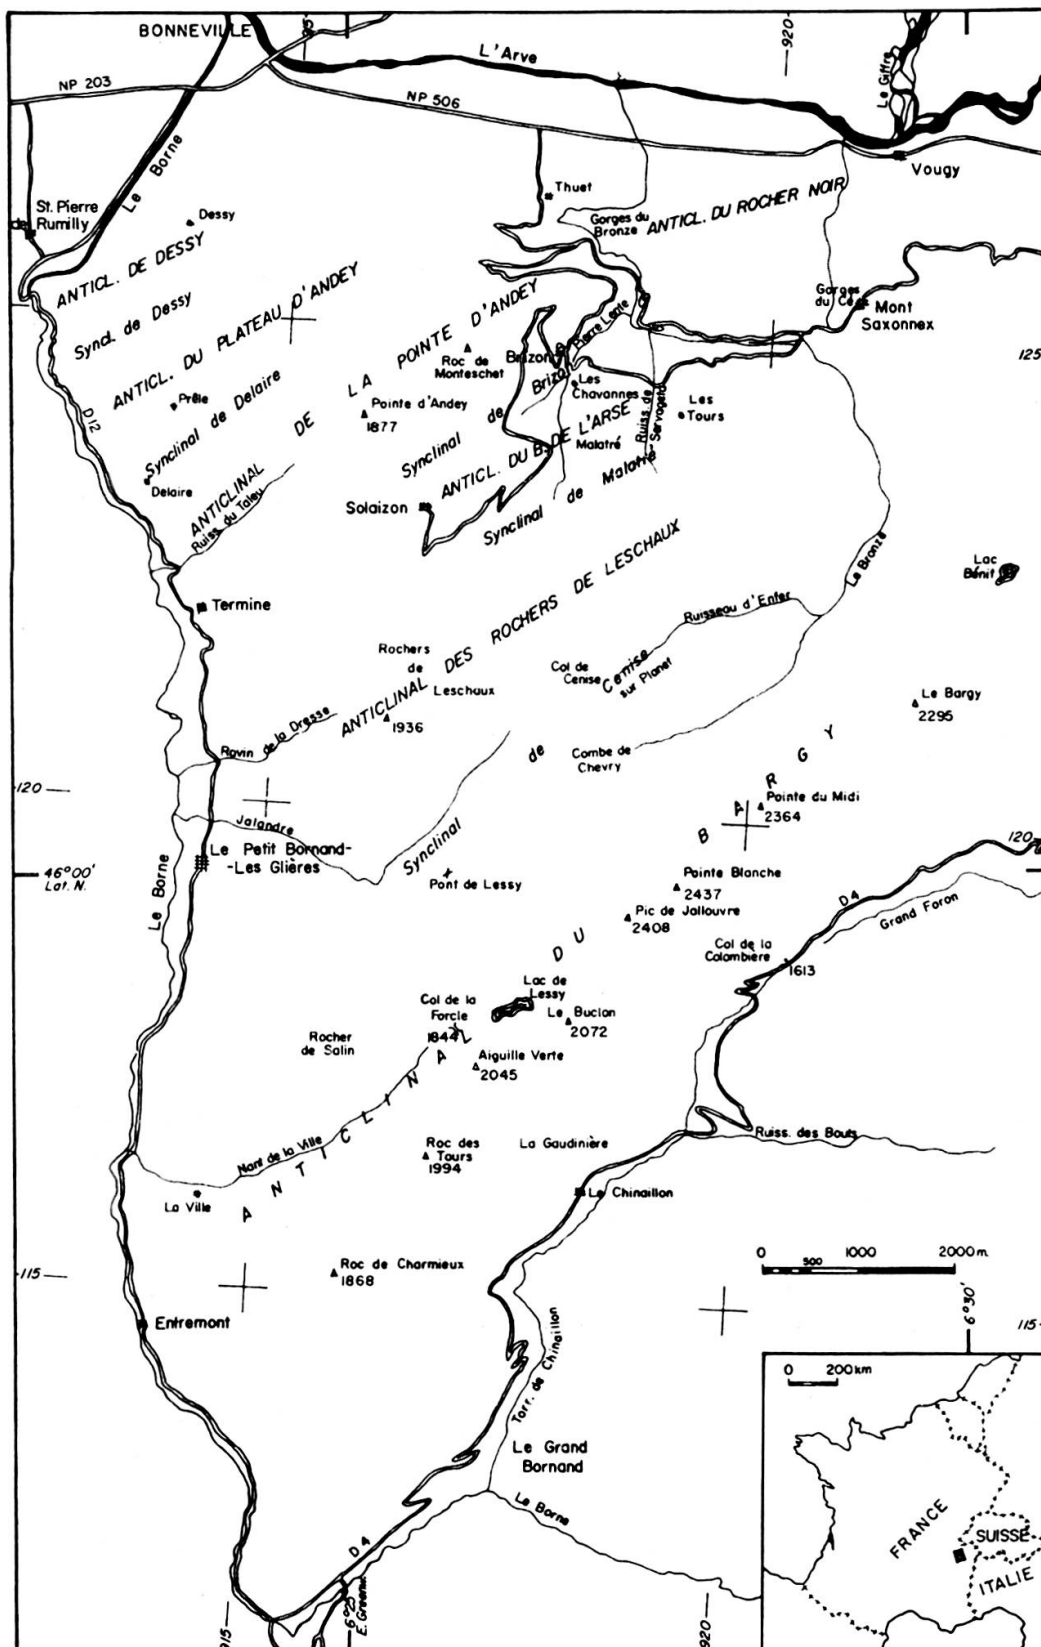 BONNEVILLE
915
920
L'Arve
Le Giffre
NP 203
NP 506
Le Borne
Vougy
Thuet
St. Pierre
de Rumilly
Dessy
Gorges du
Bronze
ANTICL. DU ROCHER NOIR
ANTICL. DE DESSY
Syncl. de Dessy
ANTICL. DU PLATEAU D'ANDEY
Gorges
du Cé
Mont
Saxonnex
125
ANTICLINAL DE LA POINTE D'ANDEY
Pierre Lente
Roc de
Monteschet
Brizon
Synclinal de Brizon
Les
Chavannes
Prêle
Pointe d'Andey
1877
Les
Tours
Ruiss. de Servagets
D12
Synclinal de Delaire
Malatré
ANTICL. DU B. DE L'ARSE
Delaire
Ruiss. du Taleu
Solaizon
Synclinal de Malatré
Le Bronze
Lac
Bénit
Termine
Ruisseau d'Enfer
Rochers
de
Leschaux
1936
ANTICLINAL DES ROCHERS DE LESCHAUX
Col de
Cenise
Synclinal de Cenise
sur Planet
Le Bargy
2295
Ravin de la Dresse
Combe de
Chevry
120
Pointe du Midi
2364
Jalandre
Le Petit Bornand-
-Les Glières
120
46°00'
Lat. N.
Le Borne
Pont de Lessy
Pointe Blanche
2437
D4
Grand Foron
Pic de Jallouvre
2408
Col de la
Colombière
1613
ANTICLINAL DU BARGY
Lac de
Lessy
Col de la
Forcle
1844
Le Buclon
2072
Rocher
de Salin
Aiguille Verte
2045
Ruiss. des Bouts
Nant de la Ville
Roc des
Tours
1994
La Gaudinière
La Ville
Le Chinaillon
0 500 1000 2000 m.
115
Roc de Charmieux
1868
6°30'
115
Entremont
Torr. de Chinaillon
0 200 km
Le Grand
Bornand
Le Borne
FRANCE
SUISSE
ITALIE
D4
6°25'
E. Greenw.
915
920